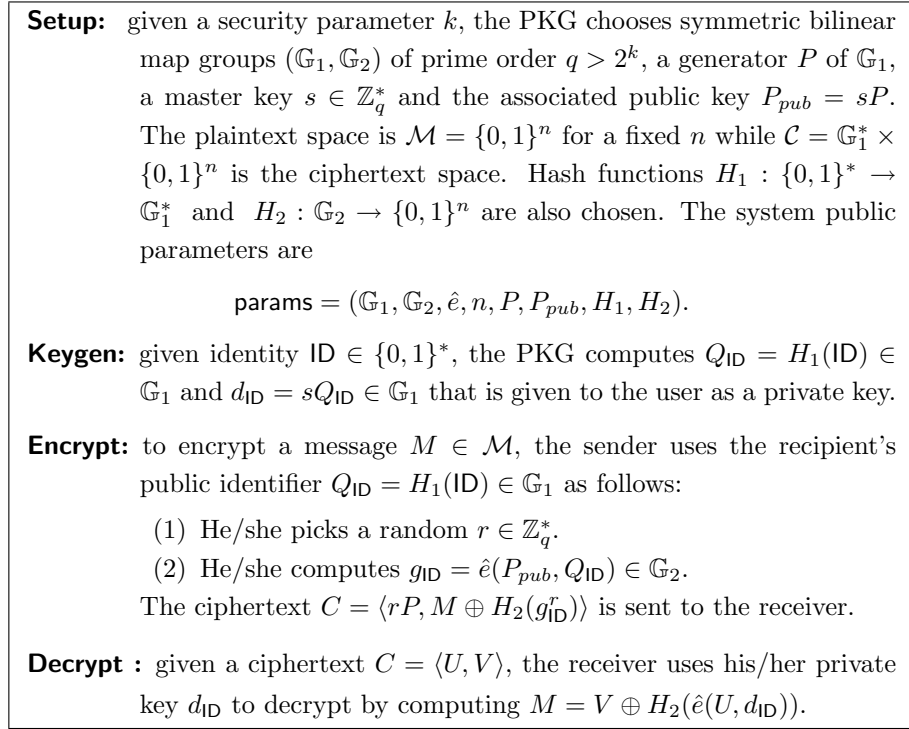 Setup: given a security parameter k, the PKG chooses symmetric bilinear
map groups (𝔾₁, 𝔾₂) of prime order q > 2ᵏ, a generator P of 𝔾₁,
a master key s ∈ ℤ*_q and the associated public key P_pub = sP.
The plaintext space is ℳ = {0, 1}ⁿ for a fixed n while 𝒞 = 𝔾₁* ×
{0, 1}ⁿ is the ciphertext space. Hash functions H₁ : {0, 1}* →
𝔾₁* and H₂ : 𝔾₂ → {0, 1}ⁿ are also chosen. The system public
parameters are
params = (𝔾₁, 𝔾₂, ê, n, P, P_pub, H₁, H₂).
Keygen: given identity ID ∈ {0, 1}*, the PKG computes Q_ID = H₁(ID) ∈
𝔾₁ and d_ID = sQ_ID ∈ 𝔾₁ that is given to the user as a private key.
Encrypt: to encrypt a message M ∈ ℳ, the sender uses the recipient's
public identifier Q_ID = H₁(ID) ∈ 𝔾₁ as follows:
(1) He/she picks a random r ∈ ℤ*_q.
(2) He/she computes g_ID = ê(P_pub, Q_ID) ∈ 𝔾₂.
The ciphertext C = ⟨rP, M ⊕ H₂(g_ID^r)⟩ is sent to the receiver.
Decrypt : given a ciphertext C = ⟨U, V⟩, the receiver uses his/her private
key d_ID to decrypt by computing M = V ⊕ H₂(ê(U, d_ID)).